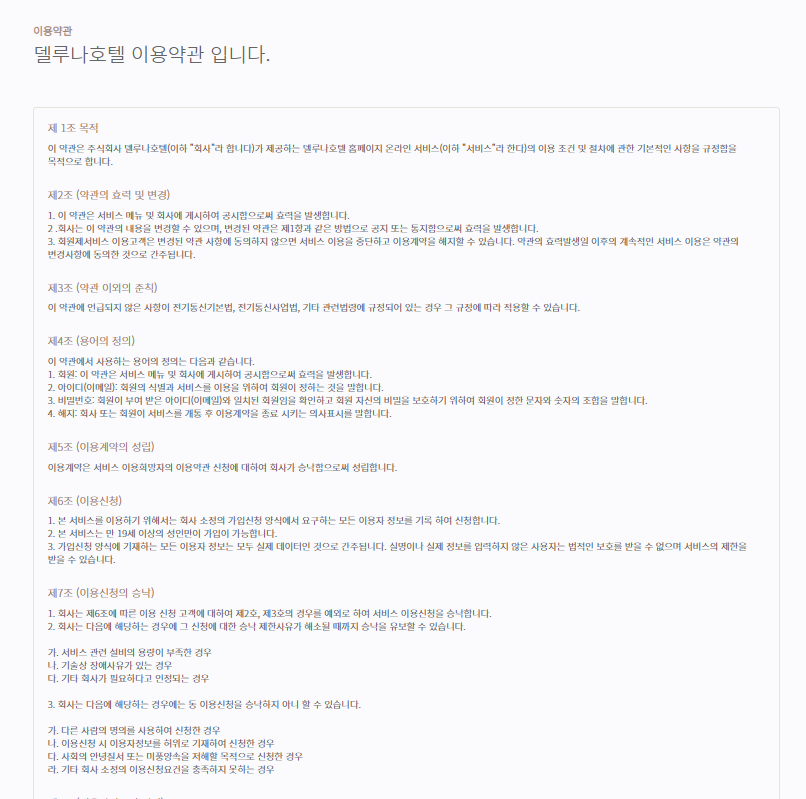 이용약관
델루나호텔 이용약관 입니다.
제 1조 목적
이 약관은 주식회사 델루나호텔(이하 "회사"라 합니다)가 제공하는 델루나호텔 홈페이지 온라인 서비스(이하 "서비스"라 한다)의 이용 조건 및 절차에 관한 기본적인 사항을 규정함을
목적으로 합니다.
제2조 (약관의 효력 및 변경)
1. 이 약관은 서비스 메뉴 및 회사에 게시하여 공시함으로써 효력을 발생합니다.
2 .회사는 이 약관의 내용을 변경할 수 있으며, 변경된 약관은 제1항과 같은 방법으로 공지 또는 통지함으로써 효력을 발생합니다.
3. 회원제서비스 이용고객은 변경된 약관 사항에 동의하지 않으면 서비스 이용을 중단하고 이용계약을 해지할 수 있습니다. 약관의 효력발생일 이후의 계속적인 서비스 이용은 약관의
변경사항에 동의한 것으로 간주됩니다.
제3조 (약관 이외의 준칙)
이 약관에 언급되지 않은 사항이 전기통신기본법, 전기통신사업법, 기타 관련법령에 규정되어 있는 경우 그 규정에 따라 적용할 수 있습니다.
제4조 (용어의 정의)
이 약관에서 사용하는 용어의 정의는 다음과 같습니다.
1. 회원: 이 약관은 서비스 메뉴 및 회사에 게시하여 공시함으로써 효력을 발생합니다.
2. 아이디(이메일): 회원의 식별과 서비스를 이용을 위하여 회원이 정하는 것을 말합니다.
3. 비밀번호: 회원이 부여 받은 아이디(이메일)와 일치된 회원임을 확인하고 회원 자신의 비밀을 보호하기 위하여 회원이 정한 문자와 숫자의 조합을 말합니다.
4. 해지: 회사 또는 회원이 서비스를 개통 후 이용계약을 종료 시키는 의사표시를 말합니다.
제5조 (이용계약의 성립)
이용계약은 서비스 이용희망자의 이용약관 신청에 대하여 회사가 승낙함으로써 성립합니다.
제6조 (이용신청)
1. 본 서비스를 이용하기 위해서는 회사 소정의 가입신청 양식에서 요구하는 모든 이용자 정보를 기록 하여 신청합니다.
2. 본 서비스는 만 19세 이상의 성인만이 가입이 가능합니다.
3. 가입신청 양식에 기재하는 모든 이용자 정보는 모두 실제 데이터인 것으로 간주됩니다. 실명이나 실제 정보를 입력하지 않은 사용자는 법적인 보호를 받을 수 없으며 서비스의 제한을
받을 수 있습니다.
제7조 (이용신청의 승낙)
1. 회사는 제6조에 따른 이용 신청 고객에 대하여 제2호, 제3호의 경우를 예외로 하여 서비스 이용신청을 승낙합니다.
2. 회사는 다음에 해당하는 경우에 그 신청에 대한 승낙 제한사유가 해소될 때까지 승낙을 유보할 수 있습니다.
가. 서비스 관련 설비의 용량이 부족한 경우
나. 기술상 장애사유가 있는 경우
다. 기타 회사가 필요하다고 인정되는 경우
3. 회사는 다음에 해당하는 경우에는 동 이용신청을 승낙하지 아니 할 수 있습니다.
가. 다른 사람의 명의를 사용하여 신청한 경우
나. 이용신청 시 이용자정보를 허위로 기재하여 신청한 경우
다. 사회의 안녕질서 또는 미풍양속을 저해할 목적으로 신청한 경우
라. 기타 회사 소정의 이용신청요건을 충족하지 못하는 경우